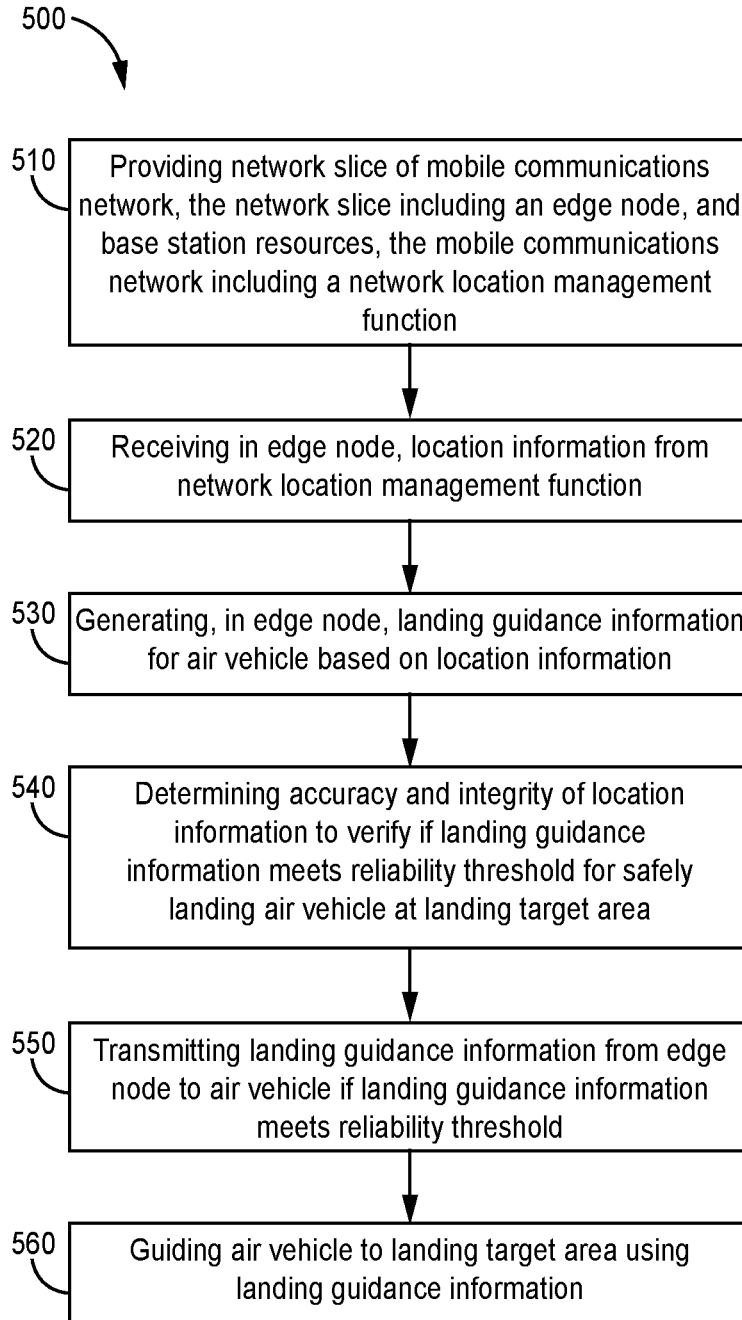 500
510
Providing network slice of mobile communications
network, the network slice including an edge node, and
base station resources, the mobile communications
network including a network location management
function
520
Receiving in edge node, location information from
network location management function
530
Generating, in edge node, landing guidance information
for air vehicle based on location information
540
Determining accuracy and integrity of location
information to verify if landing guidance
information meets reliability threshold for safely
landing air vehicle at landing target area
550
Transmitting landing guidance information from edge
node to air vehicle if landing guidance information
meets reliability threshold
560
Guiding air vehicle to landing target area using
landing guidance information